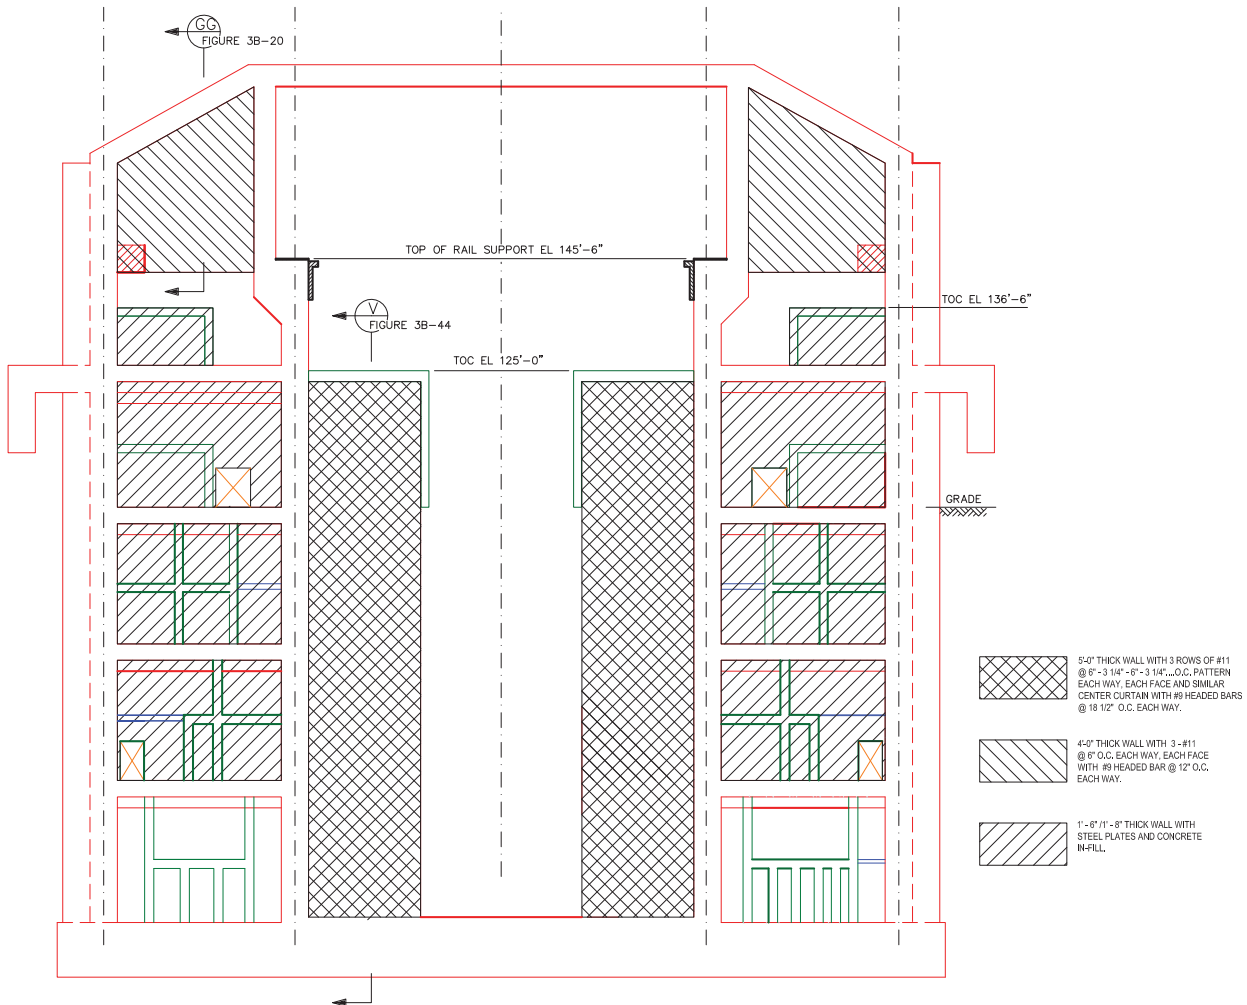 GG
FIGURE 3B-20
TOP OF RAIL SUPPORT EL 145'-6"
TOC EL 136'-6"
V
FIGURE 3B-44
TOC EL 125'-0"
GRADE
5'-0" THICK WALL WITH 3 ROWS OF #11
@ 6" - 3 1/4" - 6" - 3 1/4"....O.C. PATTERN
EACH WAY, EACH FACE AND SIMILAR
CENTER CURTAIN WITH #9 HEADED BARS
@ 18 1/2" O.C. EACH WAY.
4'-0" THICK WALL WITH 3 - #11
@ 6" O.C. EACH WAY, EACH FACE
WITH #9 HEADED BAR @ 12" O.C.
EACH WAY.
1' - 6" /1' - 8" THICK WALL WITH
STEEL PLATES AND CONCRETE
IN-FILL.